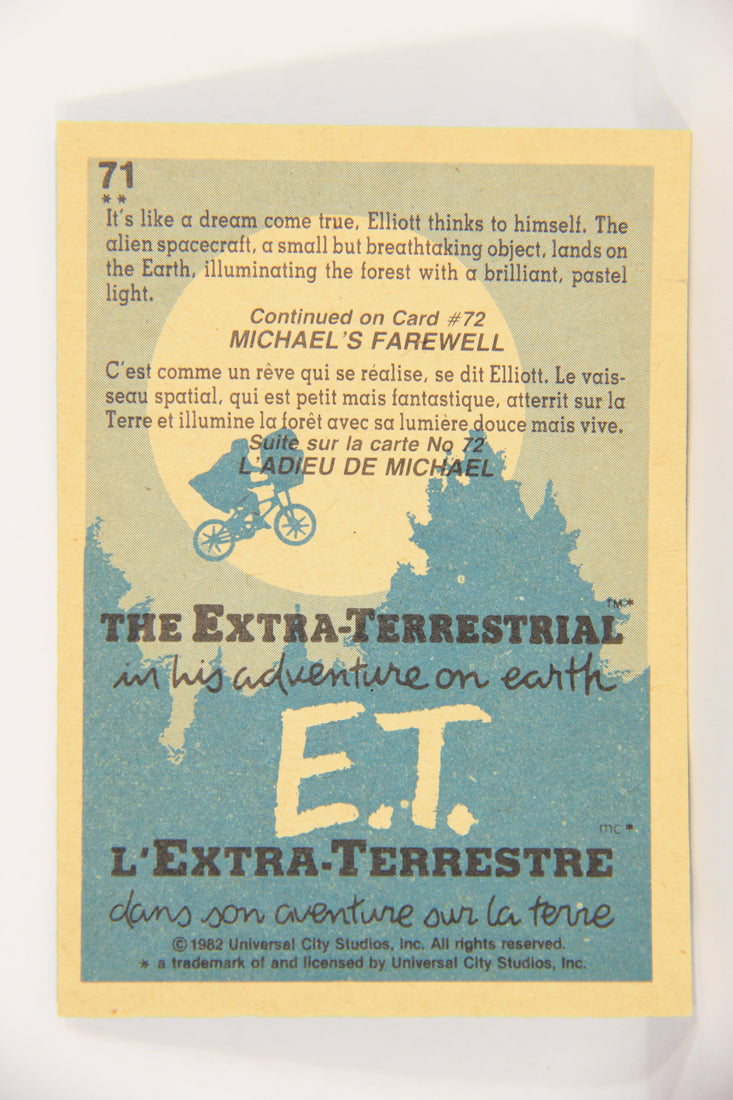 71
**
It's like a dream come true, Elliott thinks to himself. The
alien spacecraft, a small but breathtaking object, lands on
the Earth, illuminating the forest with a brilliant, pastel
light.
Continued on Card #72
MICHAEL'S FAREWELL
C'est comme un rêve qui se réalise, se dit Elliott. Le vais-
seau spatial, qui est petit mais fantastique, atterrit sur la
Terre et illumine la forêt avec sa lumière douce mais vive.
Suite sur la carte No 72
L'ADIEU DE MICHAEL
THE EXTRA-TERRESTRIAL TM*
in his adventure on earth
E.T.
mc*
L'EXTRA-TERRESTRE
dans son aventure sur la terre
©1982 Universal City Studios, Inc. All rights reserved.
* a trademark of and licensed by Universal City Studios, Inc.